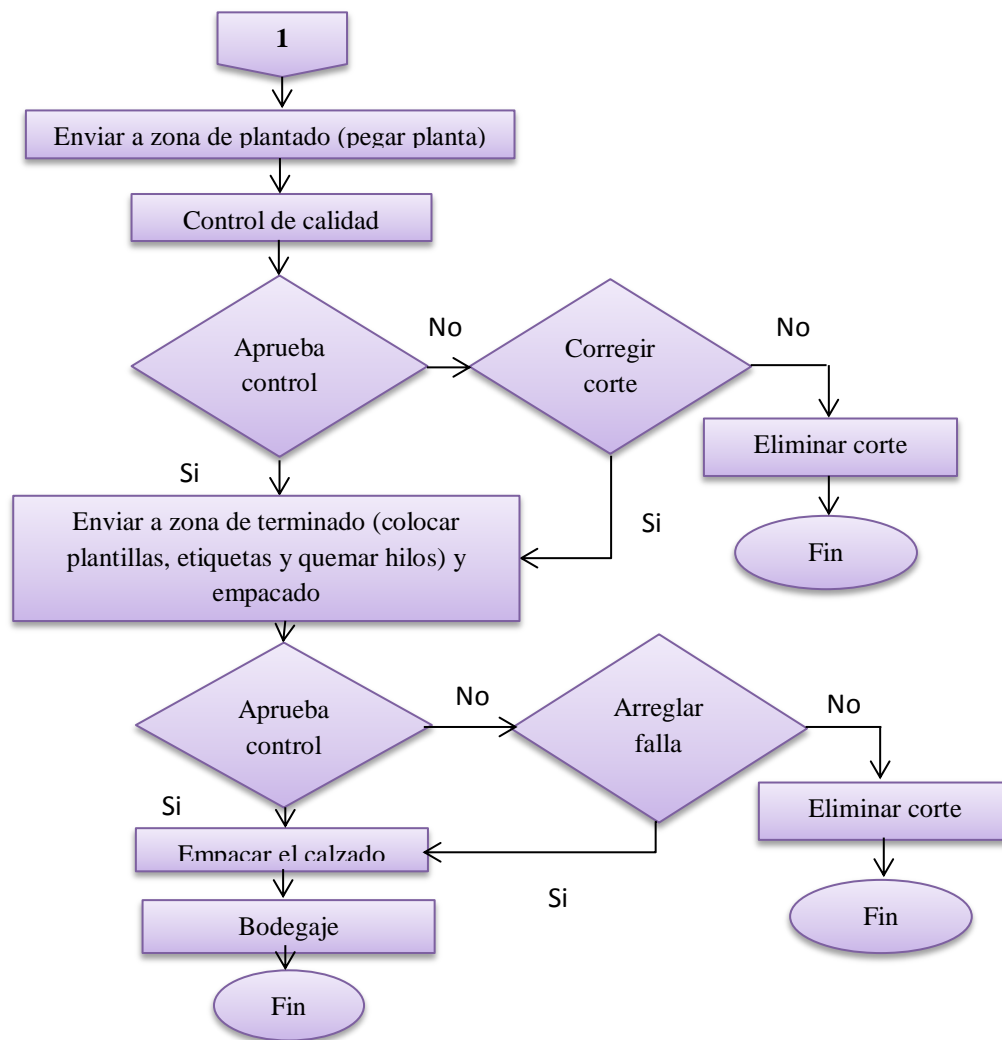 1
Enviar a zona de plantado (pegar planta)
Control de calidad
Aprueba
control
No
Corregir
corte
No
Eliminar corte
Fin
Si
Si
Enviar a zona de terminado (colocar
plantillas, etiquetas y quemar hilos) y
empacado
Aprueba
control
No
Arreglar
falla
No
Eliminar corte
Fin
Si
Si
Empacar el calzado
Bodegaje
Fin